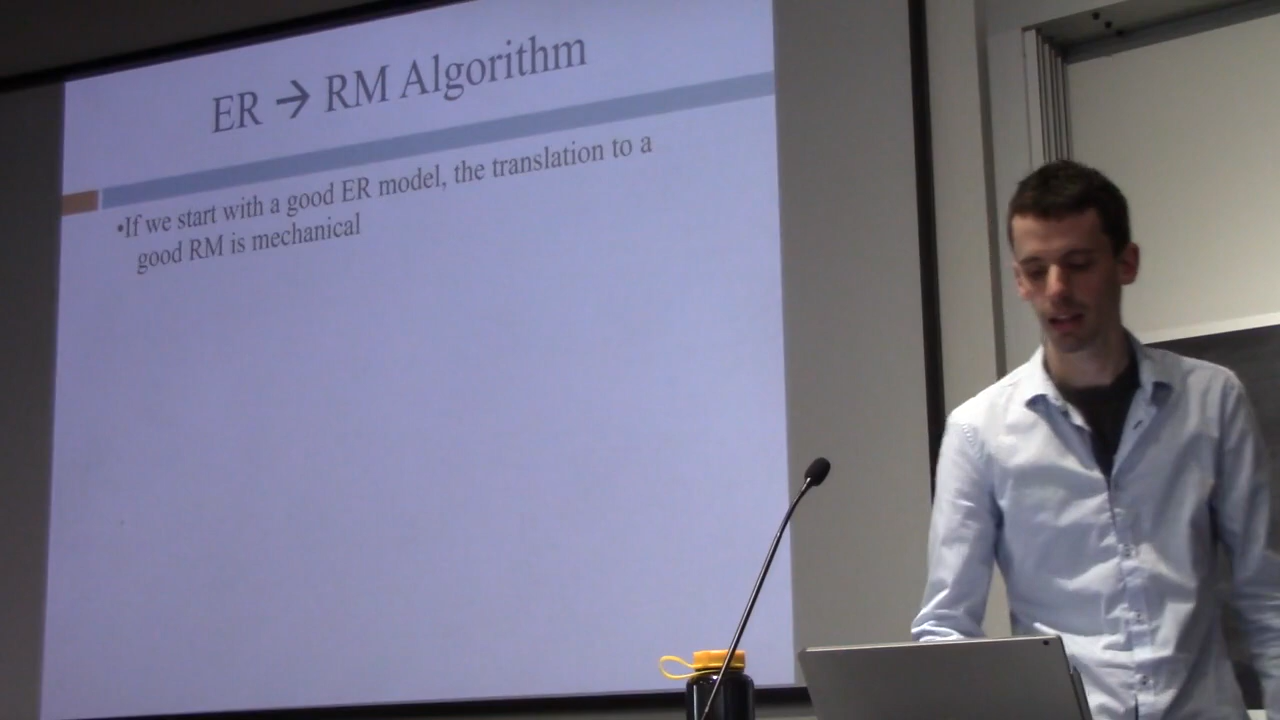 ER → RM Algorithm
•If we start with a good ER model, the translation to a
good RM is mechanical